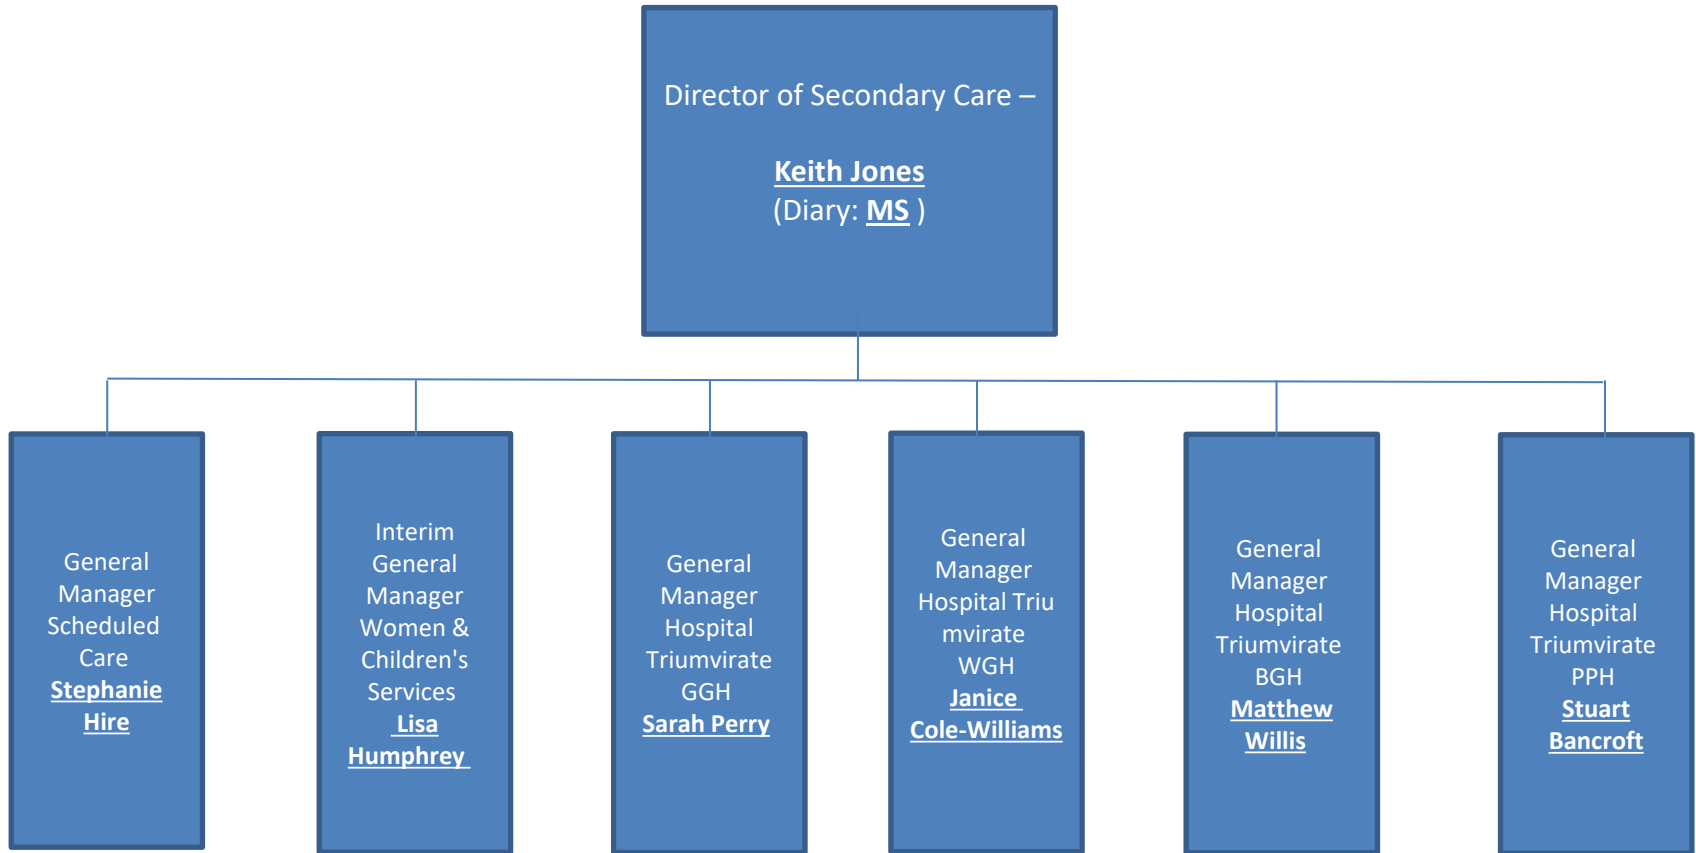 Director of Secondary Care –
Keith Jones
(Diary: MS )
General
Manager
Scheduled
Care
Stephanie
Hire
Interim
General
Manager
Women &
Children's
Services
Lisa
Humphrey
General
Manager
Hospital
Triumvirate
GGH
Sarah Perry
General
Manager
Hospital Triu
mvirate
WGH
Janice
Cole-Williams
General
Manager
Hospital
Triumvirate
BGH
Matthew
Willis
General
Manager
Hospital
Triumvirate
PPH
Stuart
Bancroft